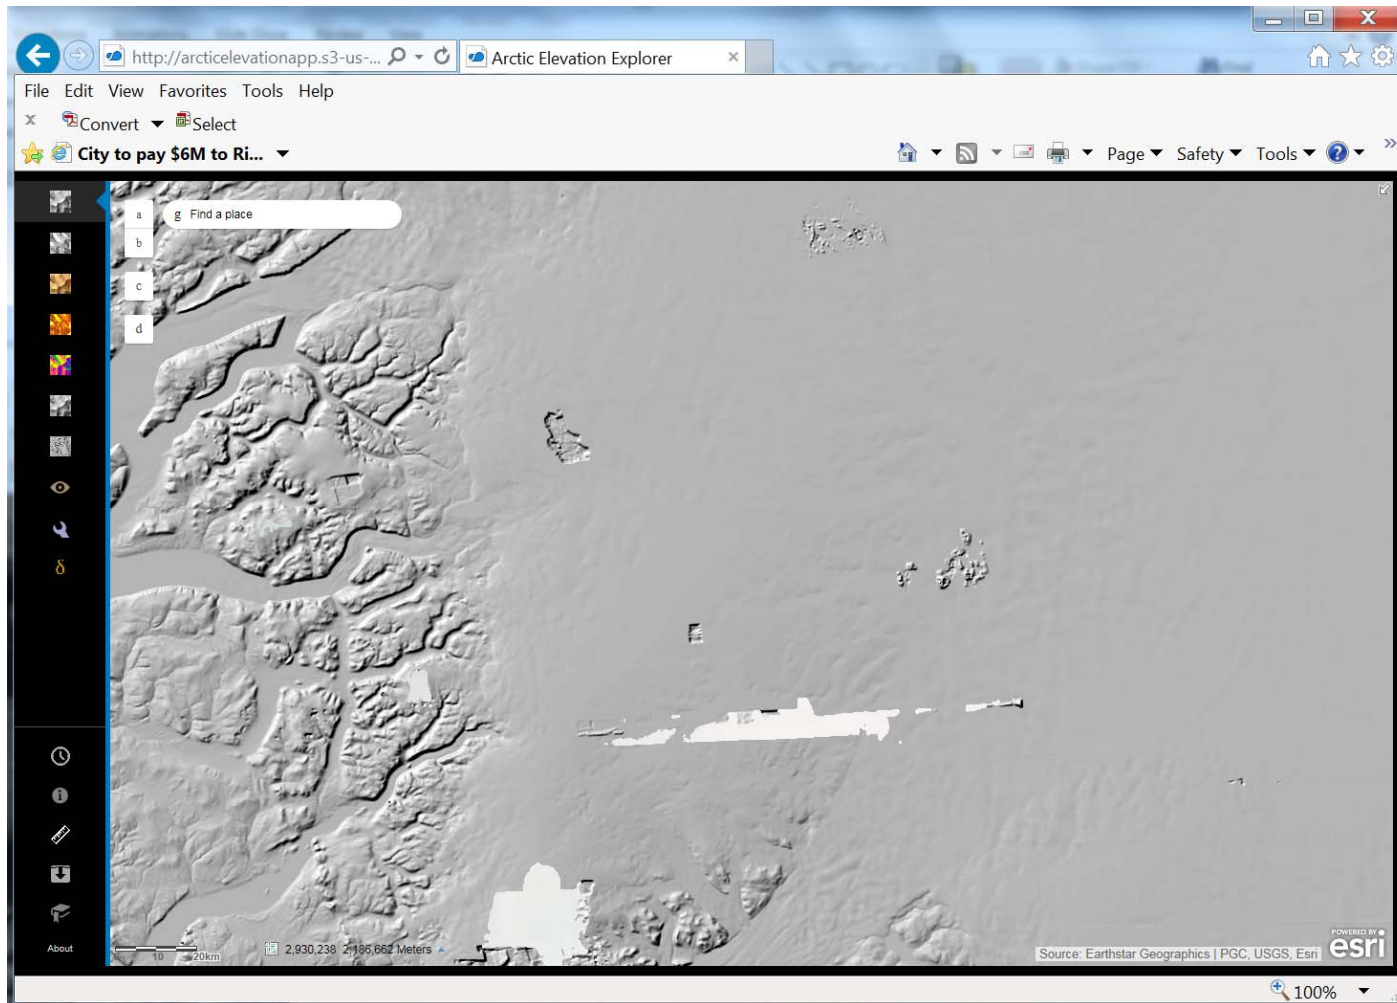 http://arcticelevationapp.s3-us-...
Arctic Elevation Explorer
File Edit View Favorites Tools Help
x Convert Select
City to pay $6M to Ri...
Page Safety Tools
a
g Find a place
b
c
d
δ
About
10 20km
2,930,238 2,186,662 Meters
Source: Earthstar Geographics | PGC, USGS, Esri
POWERED BY
esri
100%